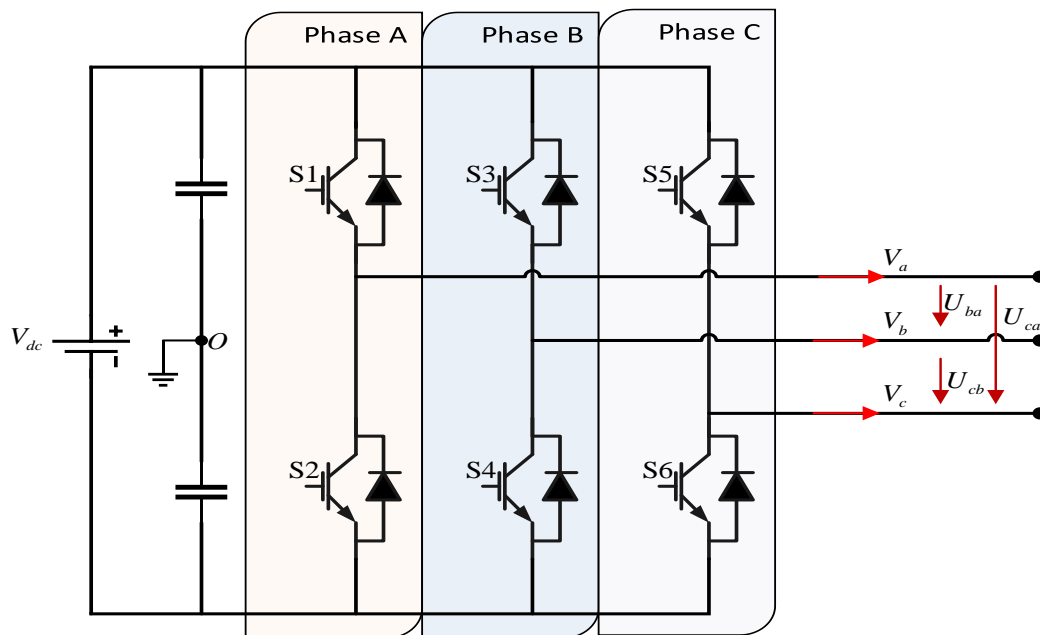 Phase A
Phase B
Phase C
S1
S3
S5
V_a
U_ba
U_ca
V_dc
+
-
O
V_b
U_cb
V_c
S2
S4
S6